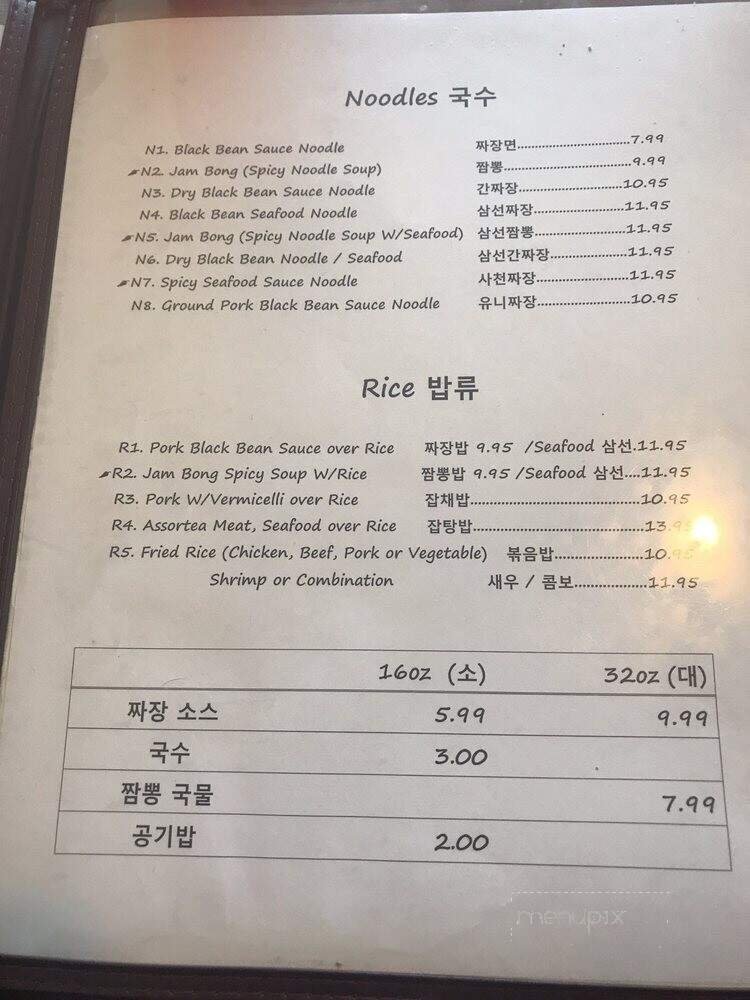 Noodles 국수
N1. Black Bean Sauce Noodle 짜장면................................7.99
N2. Jam Bong (Spicy Noodle Soup) 짬뽕....................................9.99
N3. Dry Black Bean Sauce Noodle 간짜장..............................10.95
N4. Black Bean Seafood Noodle 삼선짜장..........................11.95
N5. Jam Bong (Spicy Noodle Soup W/Seafood) 삼선짬뽕..........................11.95
N6. Dry Black Bean Noodle / Seafood 삼선간짜장......................11.95
N7. Spicy Seafood Sauce Noodle 사천짜장..........................11.95
N8. Ground Pork Black Bean Sauce Noodle 유니짜장..........................10.95
Rice 밥류
R1. Pork Black Bean Sauce over Rice 짜장밥 9.95 /Seafood 삼선.11.95
R2. Jam Bong Spicy Soup W/Rice 짬뽕밥 9.95 /Seafood 삼선....11.95
R3. Pork W/Vermicelli over Rice 잡채밥.....................................10.95
R4. Assortea Meat, Seafood over Rice 잡탕밥.....................................13.95
R5. Fried Rice (Chicken, Beef, Pork or Vegetable) 볶음밥.......................10.95
Shrimp or Combination 새우 / 콤보...................11.95
16oz (소) 32oz (대)
짜장 소스 5.99 9.99
국수 3.00
짬뽕 국물 7.99
공기밥 2.00
menupix